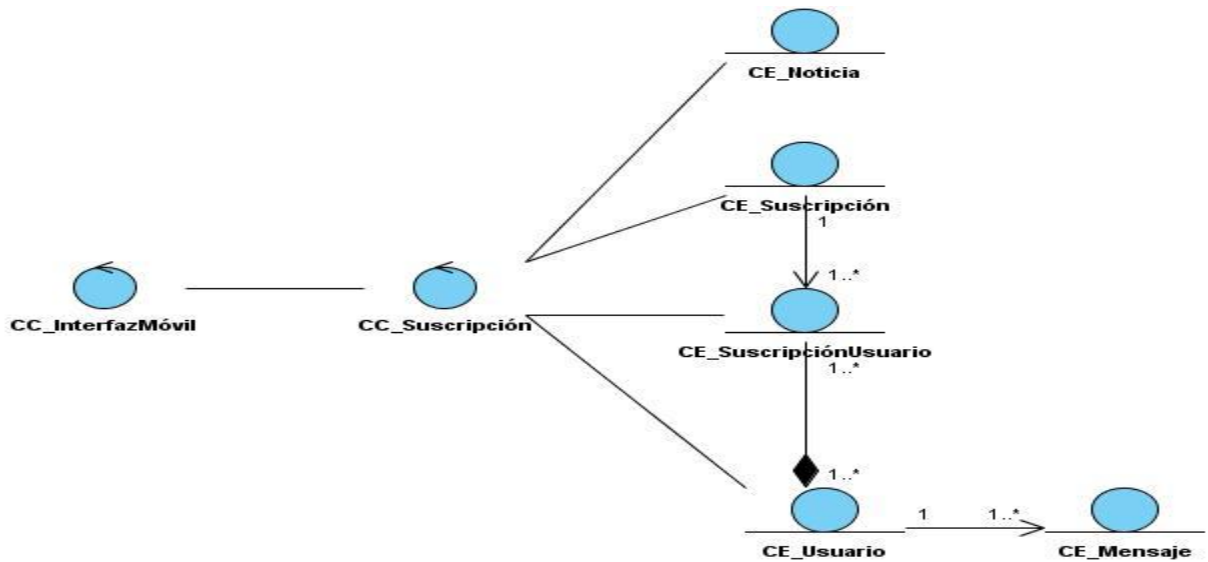 CE_Noticia
CE_Suscripción
1
1..*
CC_InterfazMóvil
CC_Suscripción
CE_SuscripciónUsuario
1..*
1..*
1
1..*
CE_Usuario
CE_Mensaje